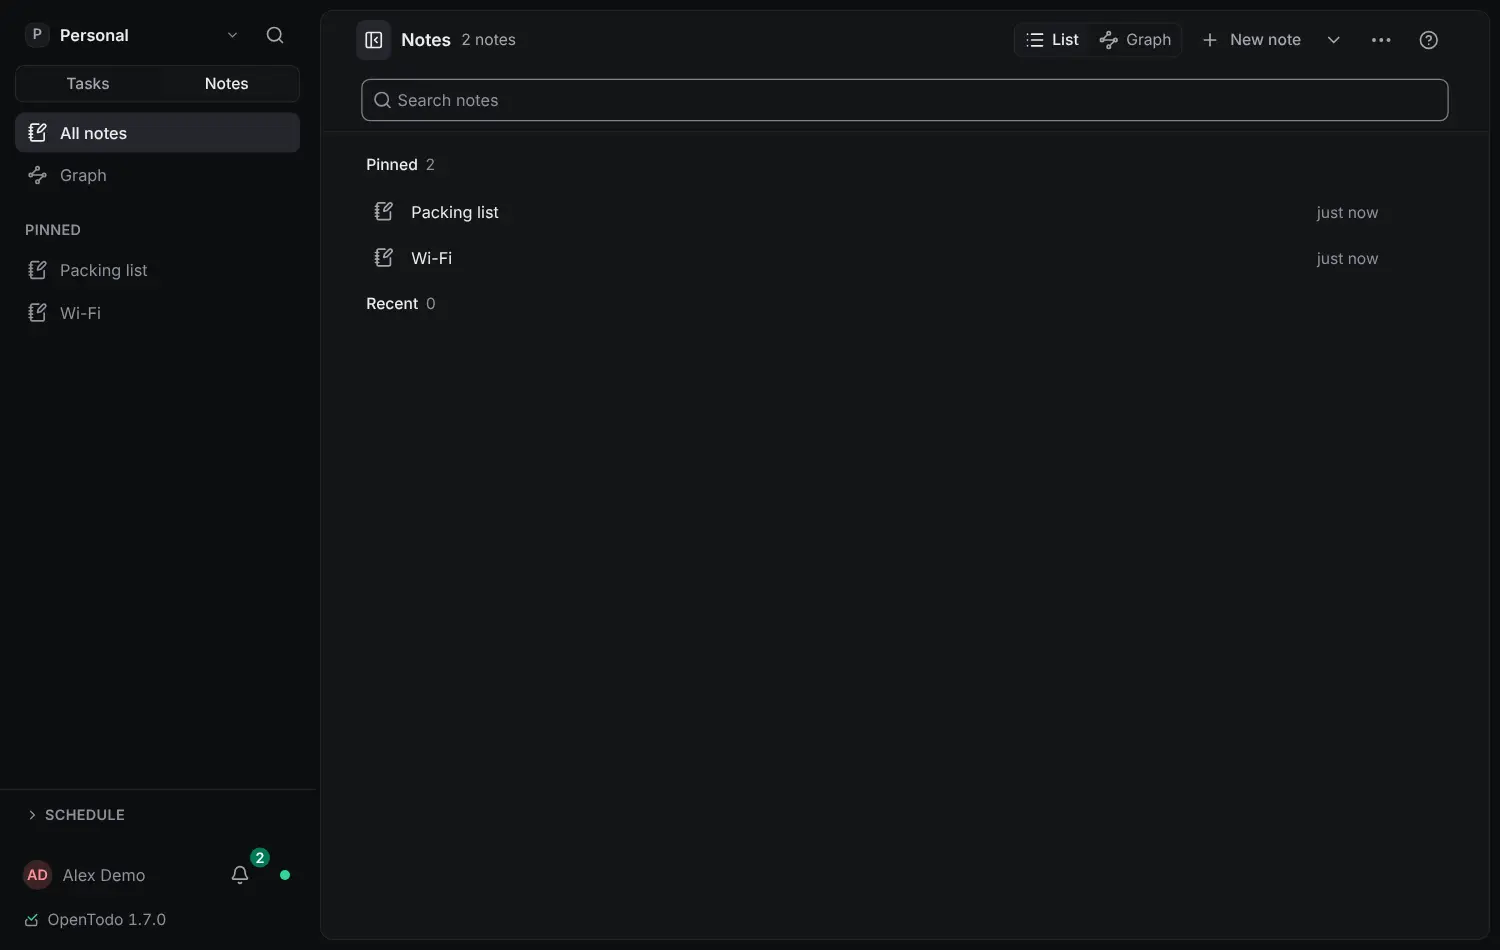 P Personal
Tasks Notes
All notes
Graph
PINNED
Packing list
Wi-Fi
SCHEDULE
2
AD Alex Demo
OpenTodo 1.7.0
Notes 2 notes
List Graph New note
Search notes
Pinned 2
Packing list just now
Wi-Fi just now
Recent 0